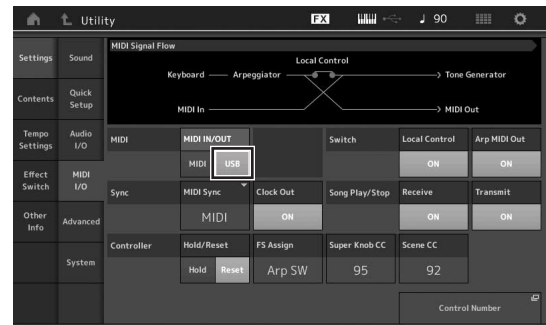 Utility
FX
90
Settings
Sound
MIDI Signal Flow
Local Control
Keyboard
Arpeggiator
Tone Generator
MIDI In
MIDI Out
Contents
Quick Setup
Tempo Settings
Audio I/O
MIDI
MIDI IN/OUT
MIDI
USB
Switch
Local Control
ON
Arp MIDI Out
ON
Effect Switch
MIDI I/O
Sync
MIDI Sync
MIDI
Clock Out
ON
Song Play/Stop
Receive
ON
Transmit
ON
Other Info
Advanced
System
Controller
Hold/Reset
Hold
Reset
FS Assign
Arp SW
Super Knob CC
95
Scene CC
92
Control Number